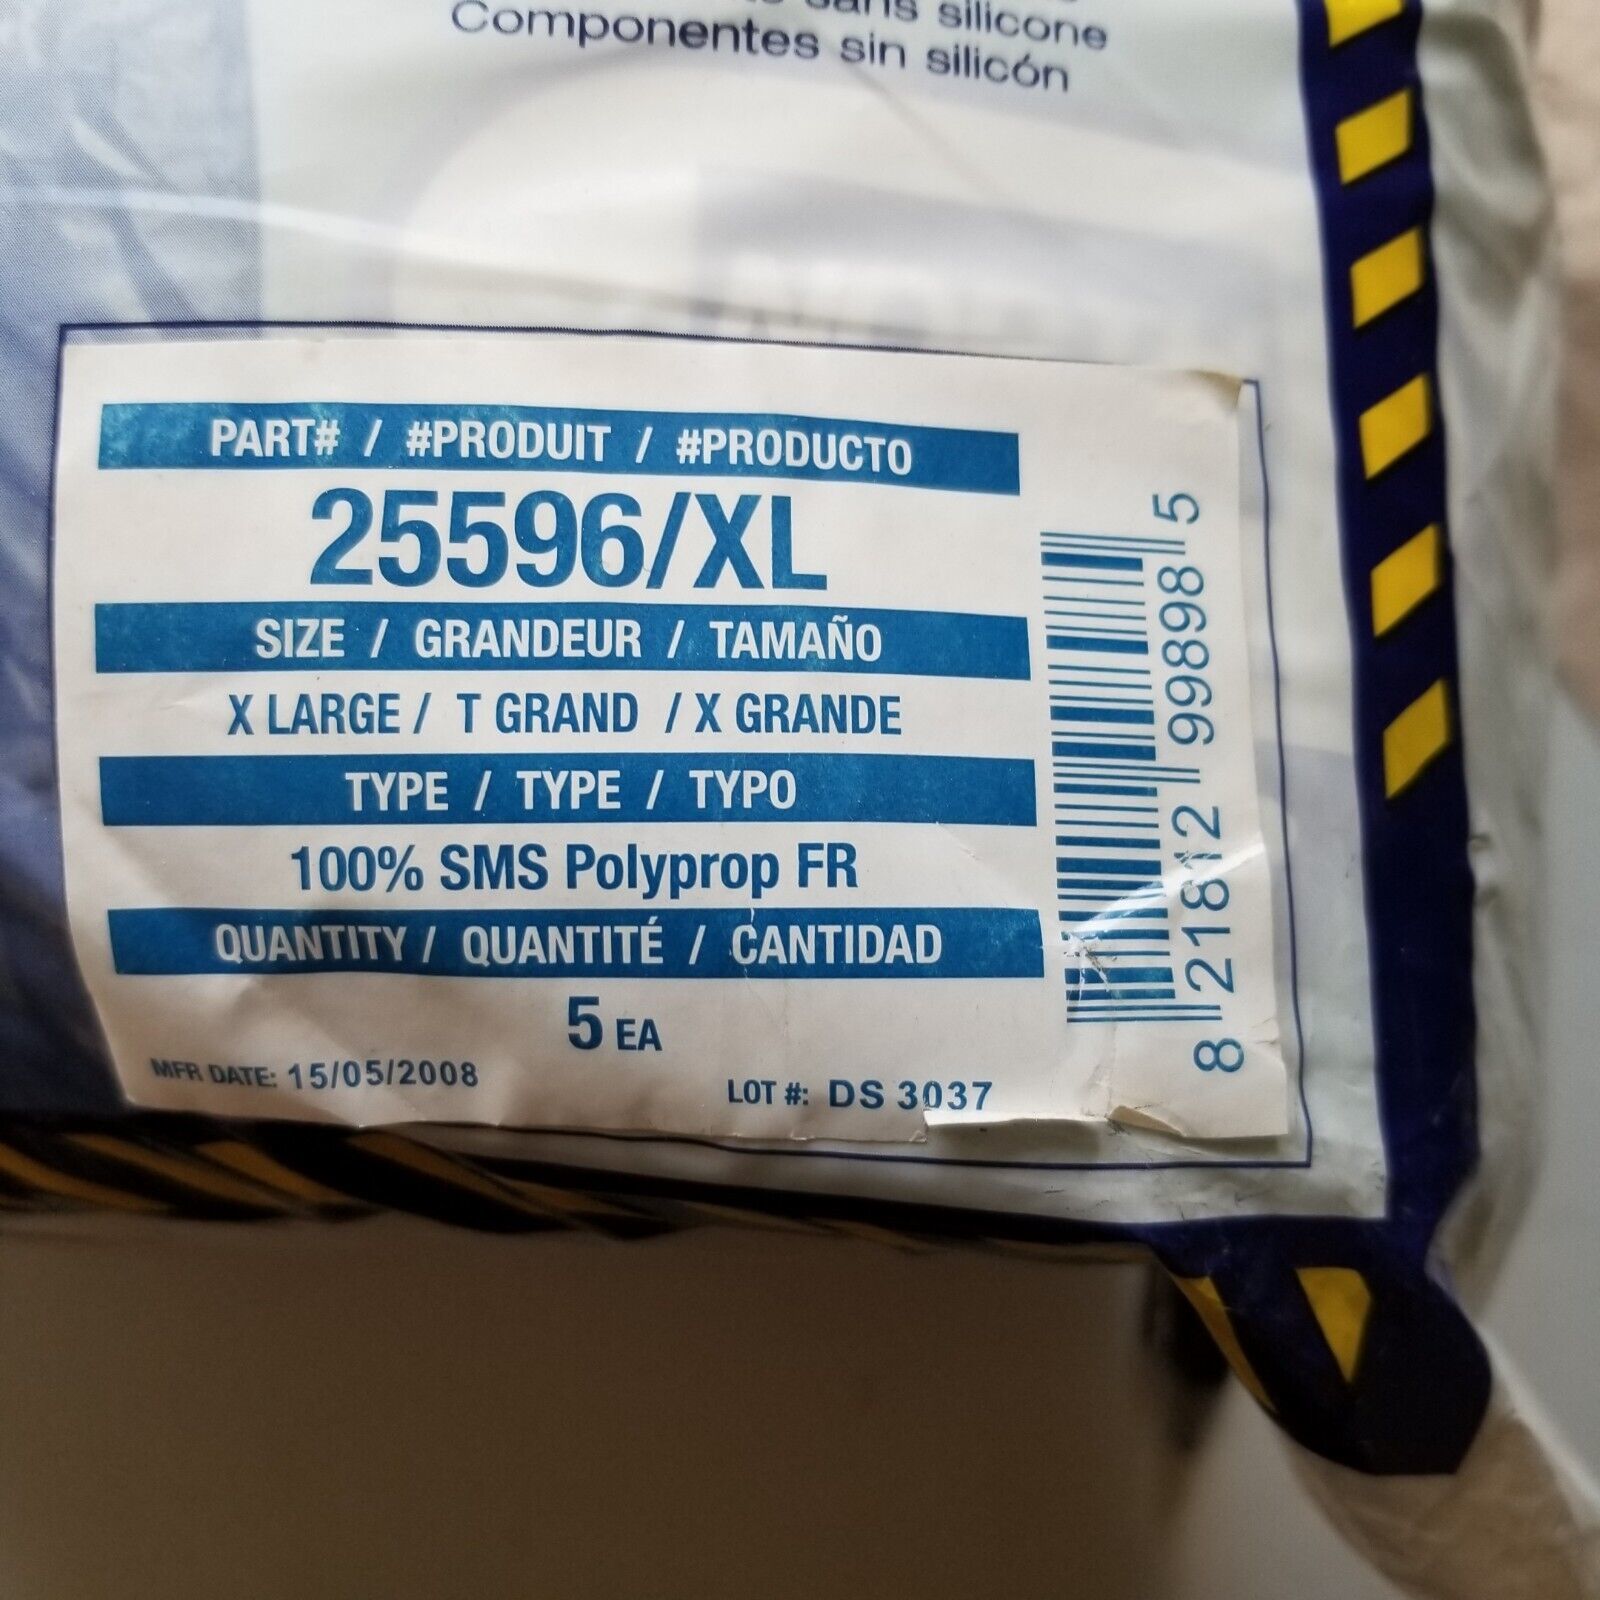 sans silicone
Componentes sin silicón
PART# / #PRODUIT / #PRODUCTO
25596/XL
SIZE / GRANDEUR / TAMAÑO
X LARGE / T GRAND / X GRANDE
TYPE / TYPE / TYPO
100% SMS Polyprop FR
QUANTITY / QUANTITÉ / CANTIDAD
5 EA
MFR DATE: 15/05/2008
LOT #: DS 3037
8 21812 99898 5